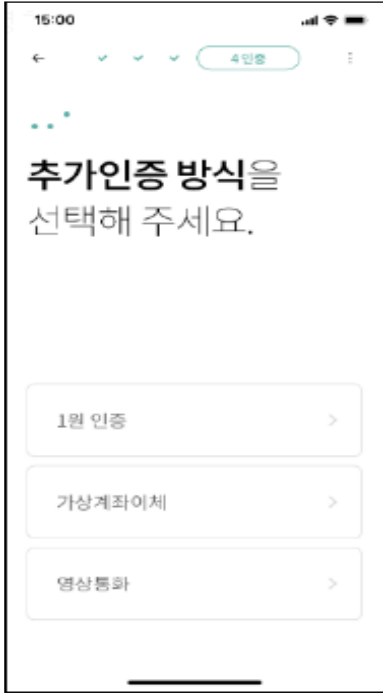 15:00
4 인증
추가인증 방식을
선택해 주세요.
1원 인증
가상계좌이체
영상통화